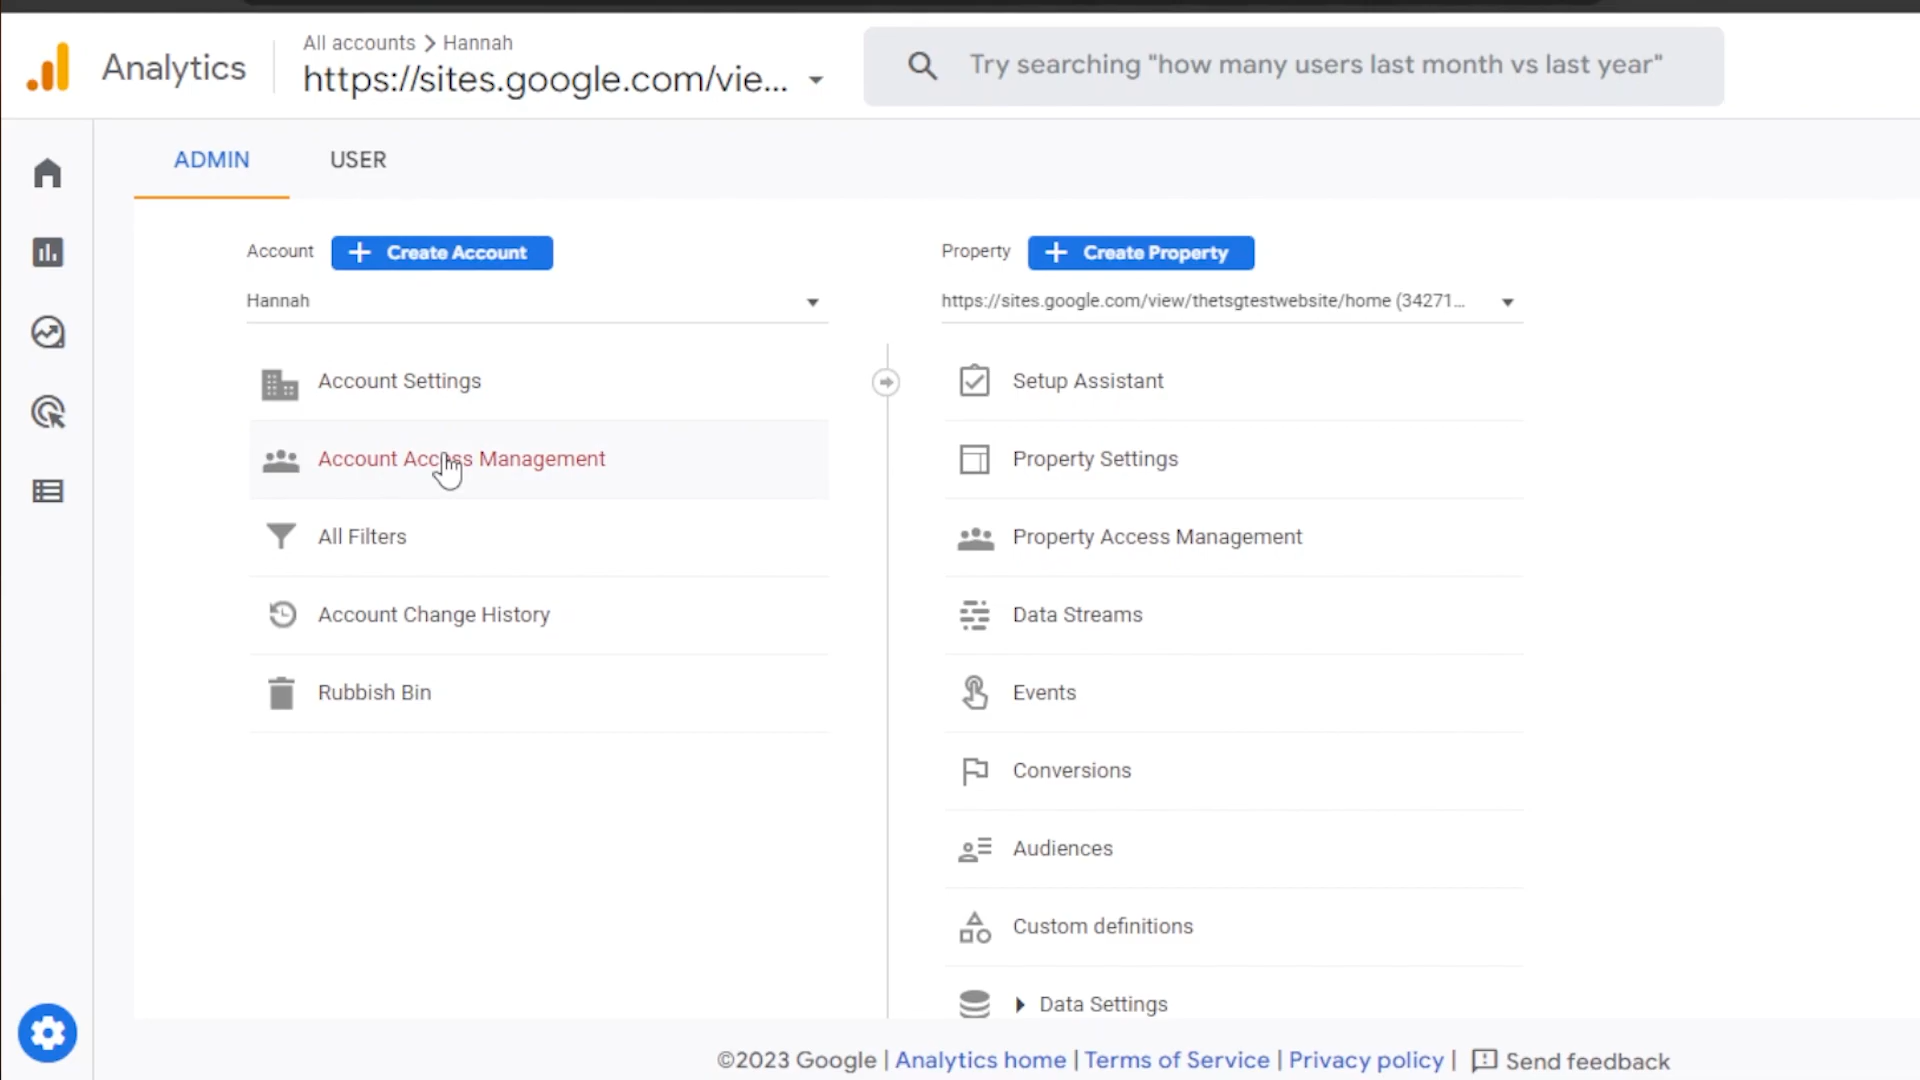 Analytics
All accounts > Hannah
https://sites.google.com/vie...
Try searching "how many users last month vs last year"
ADMIN
USER
Account
+ Create Account
Hannah
Account Settings
Account Access Management
All Filters
Account Change History
Rubbish Bin
Property
+ Create Property
https://sites.google.com/view/thetsgtestwebsite/home (34271...
Setup Assistant
Property Settings
Property Access Management
Data Streams
Events
Conversions
Audiences
Custom definitions
Data Settings
©2023 Google | Analytics home | Terms of Service | Privacy policy | Send feedback